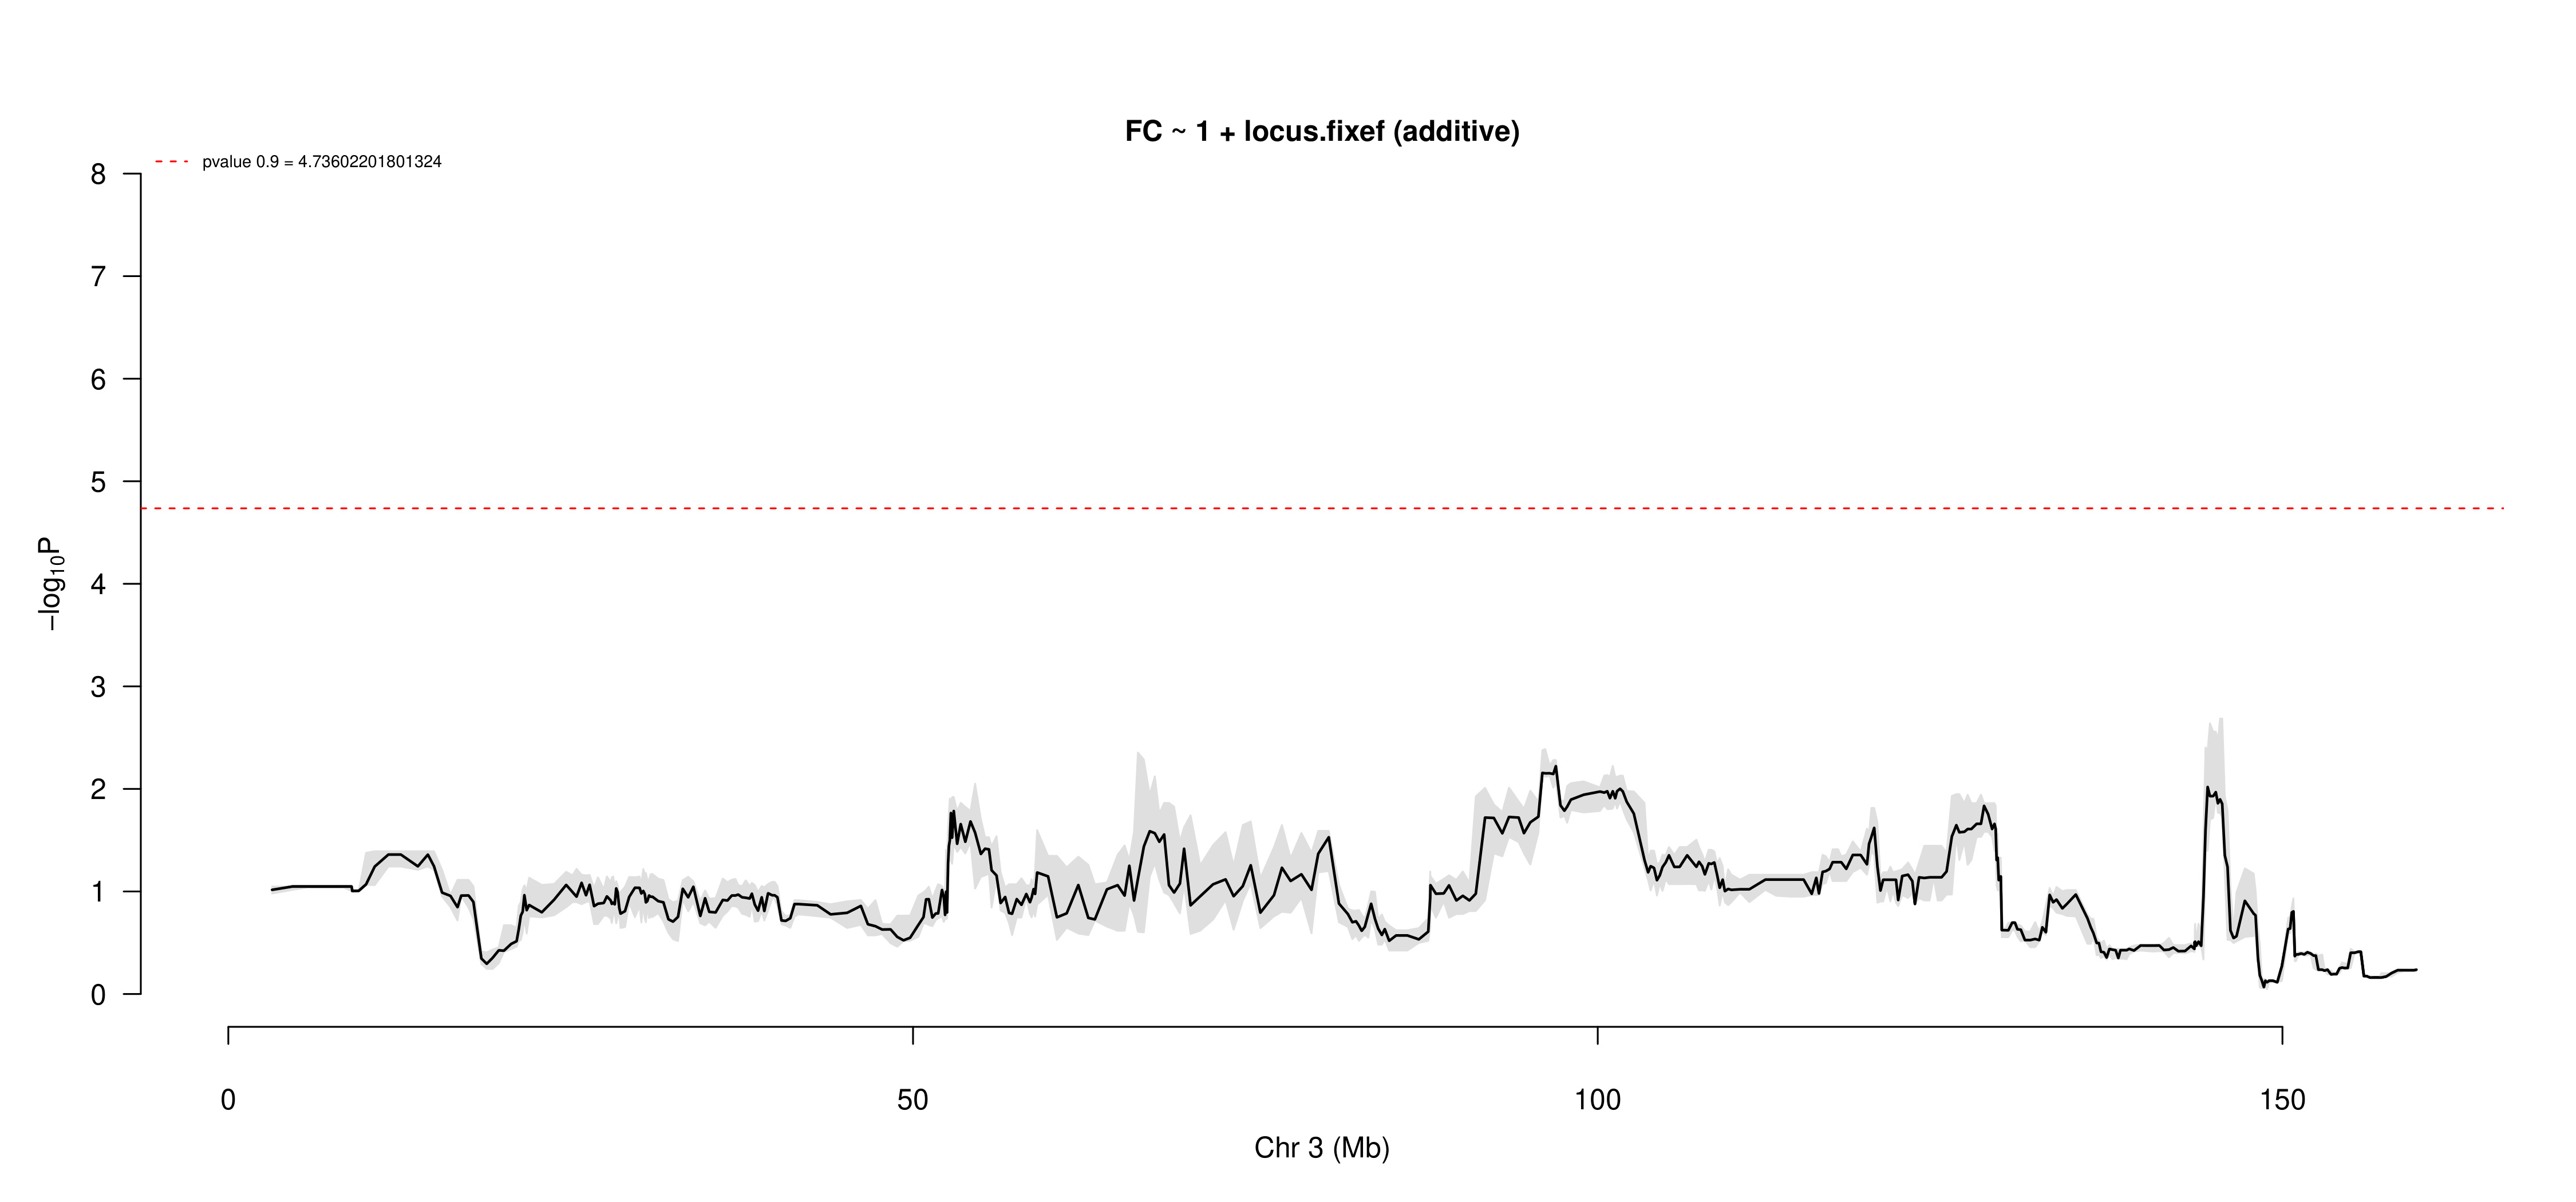 FC ~ 1 + locus.fixef (additive)
pvalue 0.9 = 4.73602201801324
8
7
6
5
4
3
2
1
0
−log10P
0 50 100 150
Chr 3 (Mb)